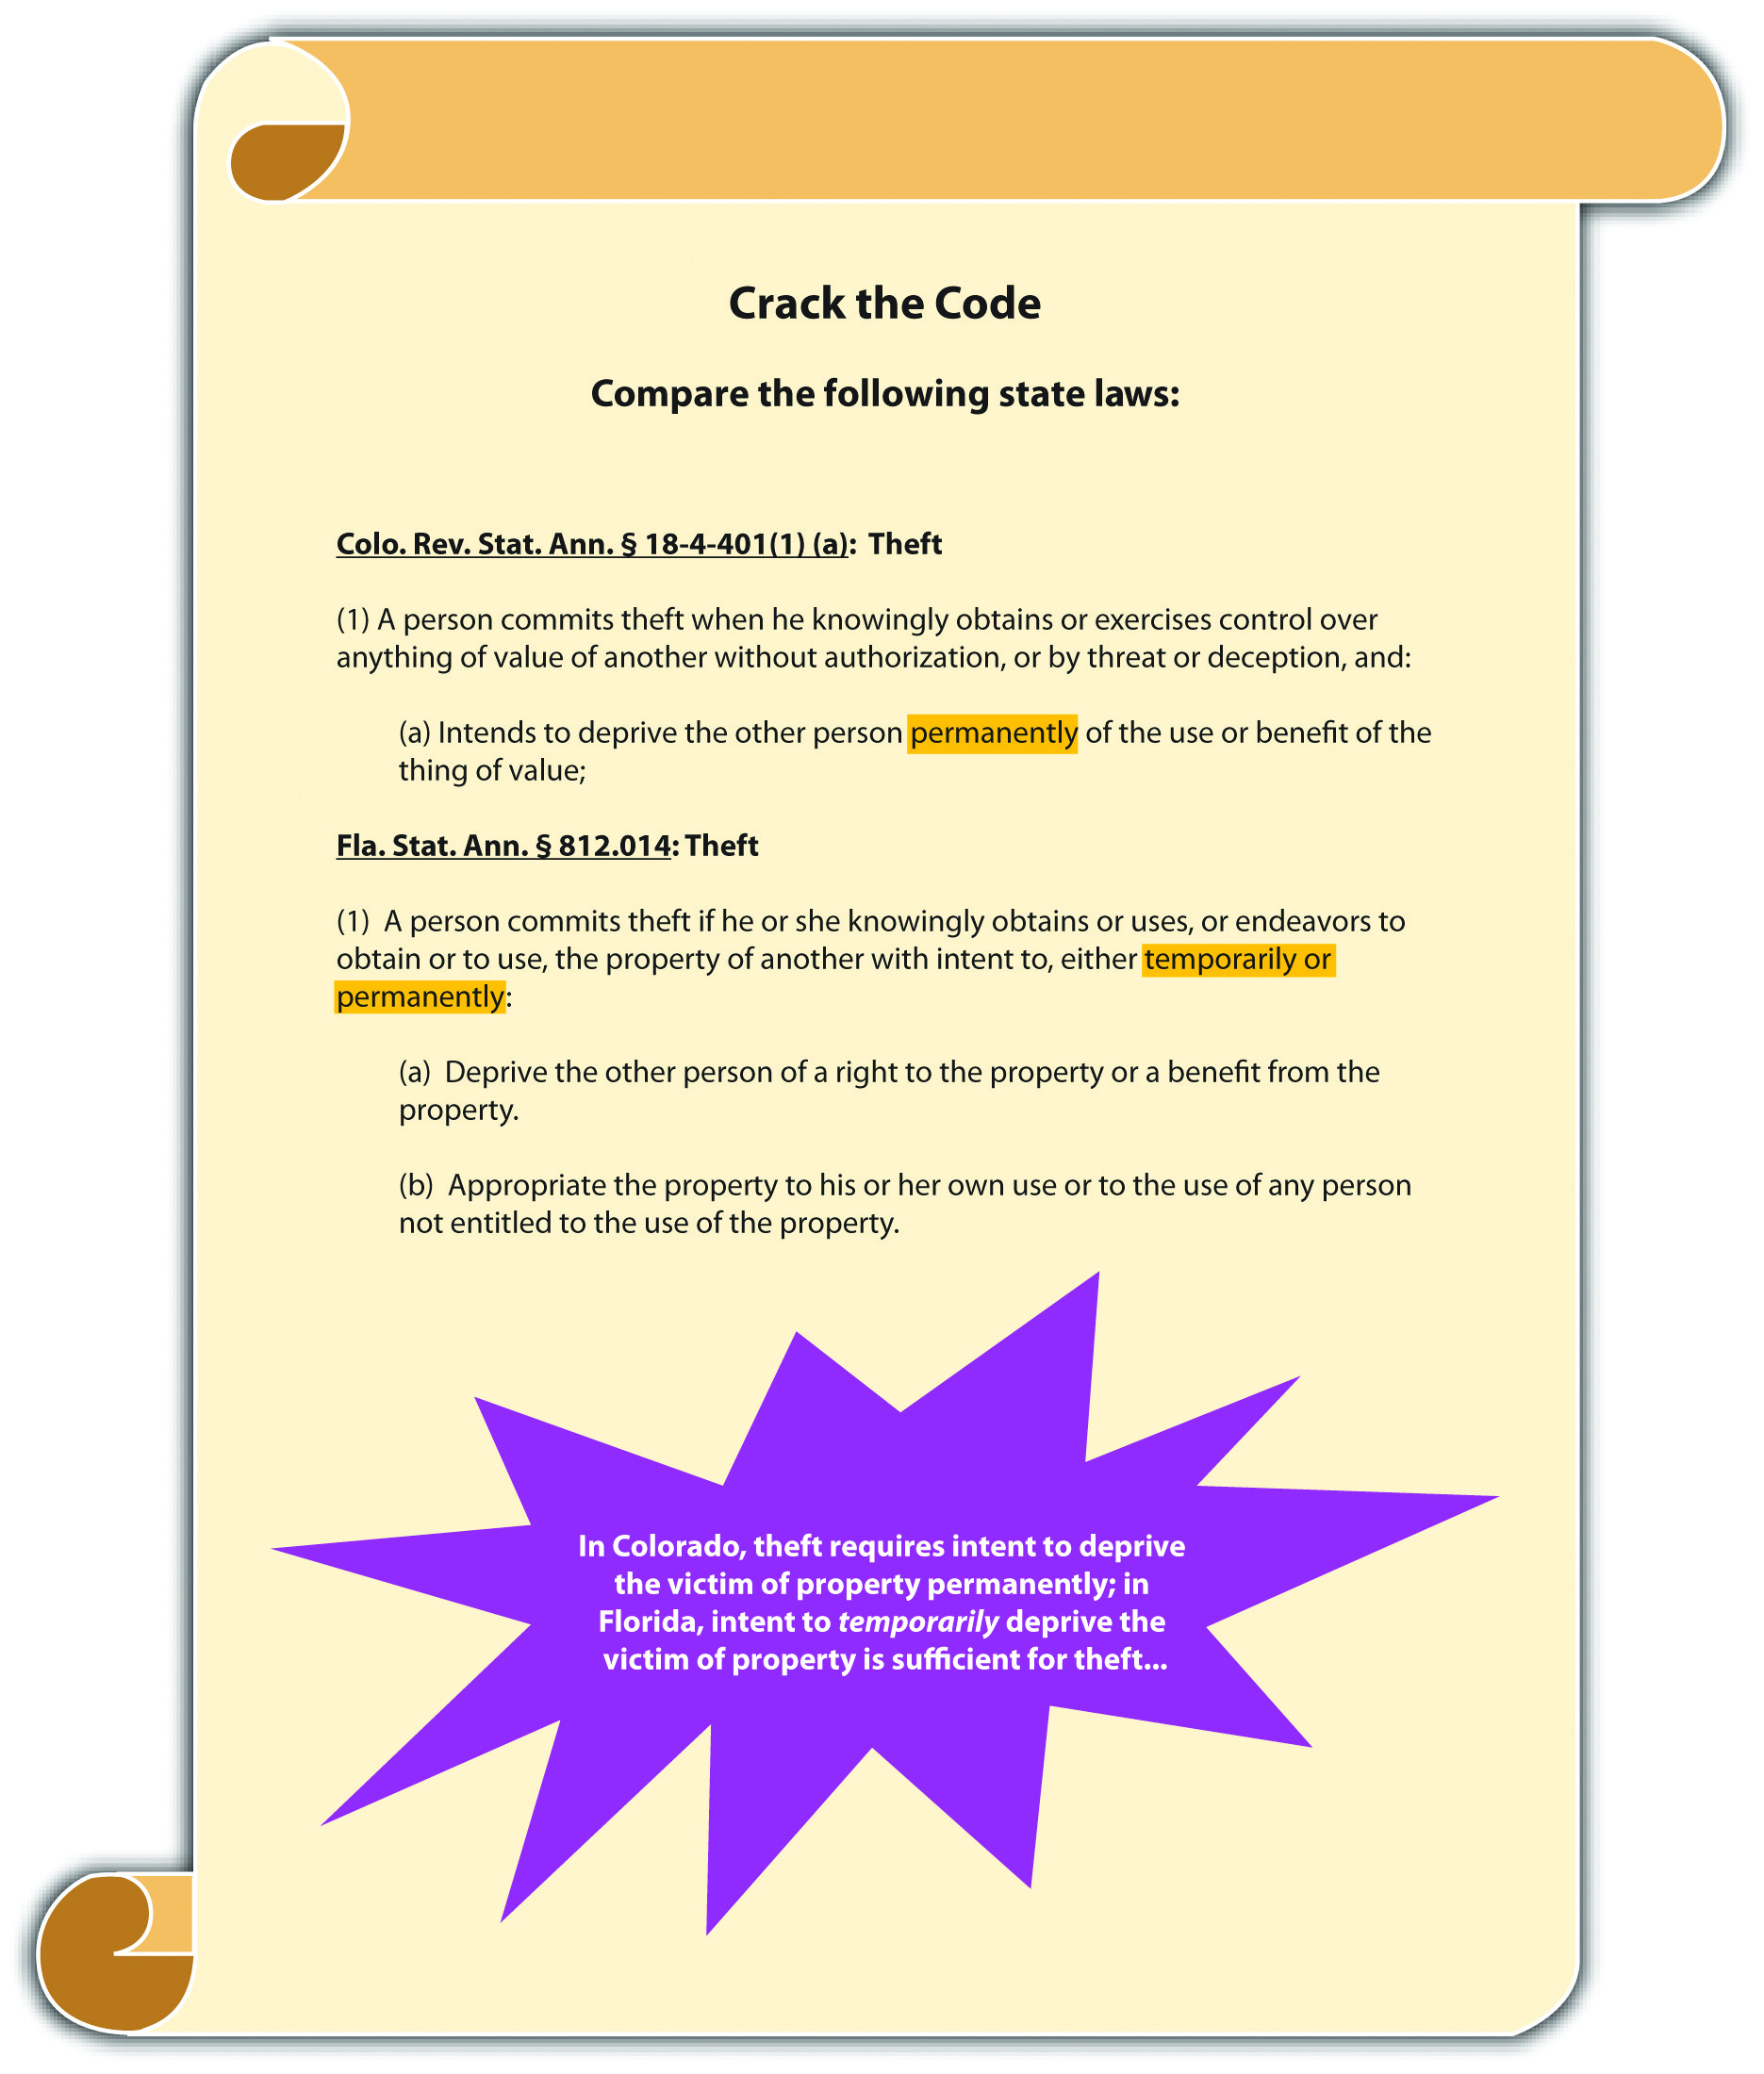 Crack the Code
Compare the following state laws:
Colo. Rev. Stat. Ann. § 18-4-401(1) (a): Theft
(1) A person commits theft when he knowingly obtains or exercises control over
anything of value of another without authorization, or by threat or deception, and:
(a) Intends to deprive the other person permanently of the use or benefit of the
thing of value;
Fla. Stat. Ann. § 812.014: Theft
(1) A person commits theft if he or she knowingly obtains or uses, or endeavors to
obtain or to use, the property of another with intent to, either temporarily or
permanently:
(a) Deprive the other person of a right to the property or a benefit from the
property.
(b) Appropriate the property to his or her own use or to the use of any person
not entitled to the use of the property.
In Colorado, theft requires intent to deprive
the victim of property permanently; in
Florida, intent to temporarily deprive the
victim of property is sufficient for theft...